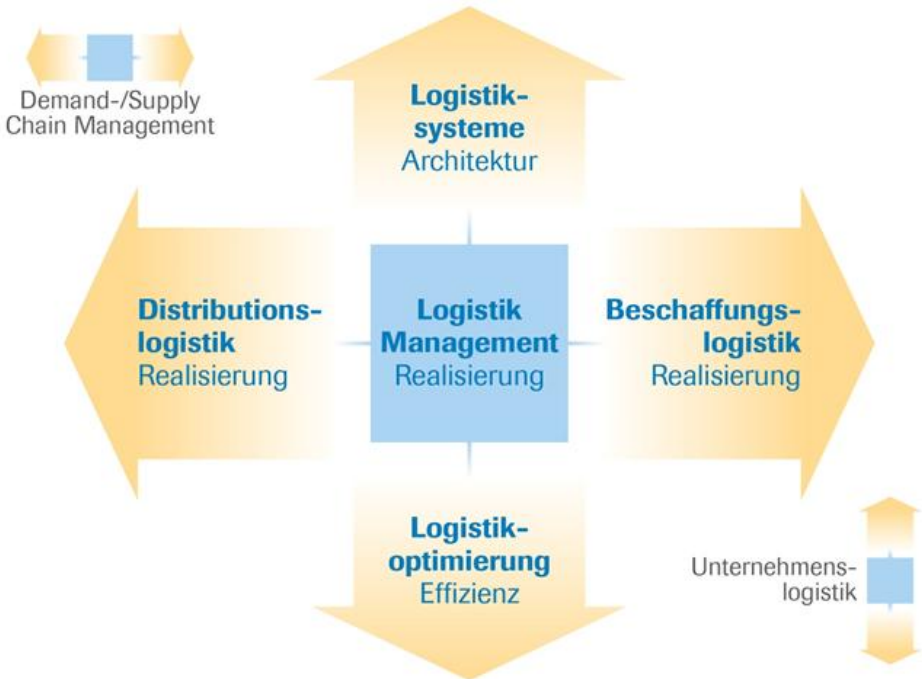 Demand-/Supply
Chain Management
Logistik-
systeme
Architektur
Distributions-
logistik
Realisierung
Logistik
Management
Realisierung
Beschaffungs-
logistik
Realisierung
Logistik-
optimierung
Effizienz
Unternehmens-
logistik